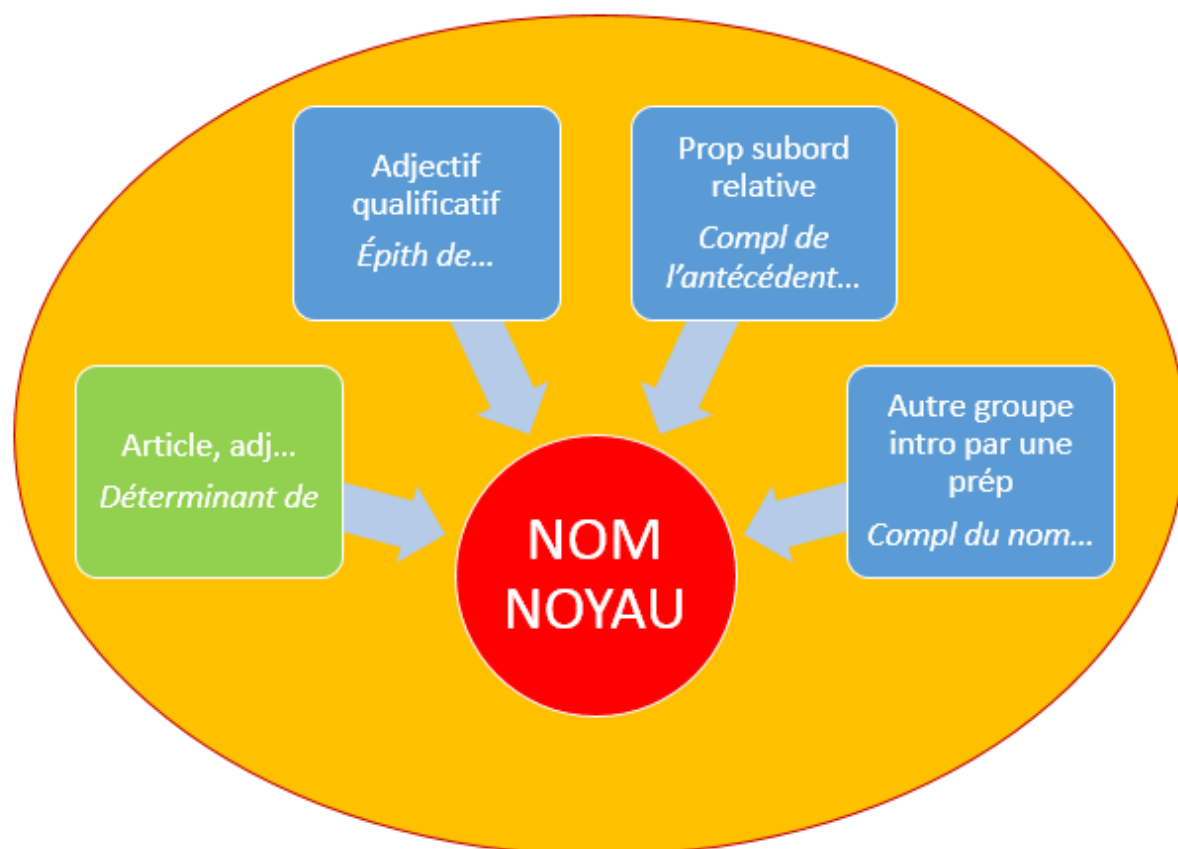 Adjectif
qualificatif
Épith de…
Prop subord
relative
Compl de
l’antécédent…
Article, adj…
Déterminant de
Autre groupe
intro par une
prép
Compl du nom…
NOM
NOYAU